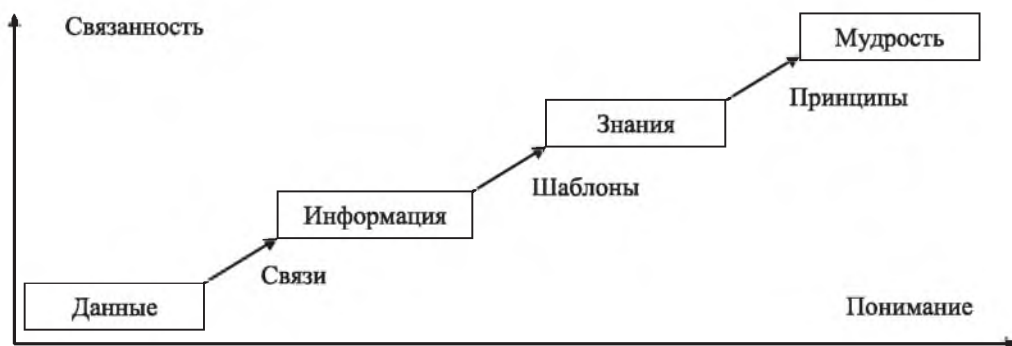 Связанность
Мудрость
Принципы
Знания
Шаблоны
Информация
Связи
Данные
Понимание